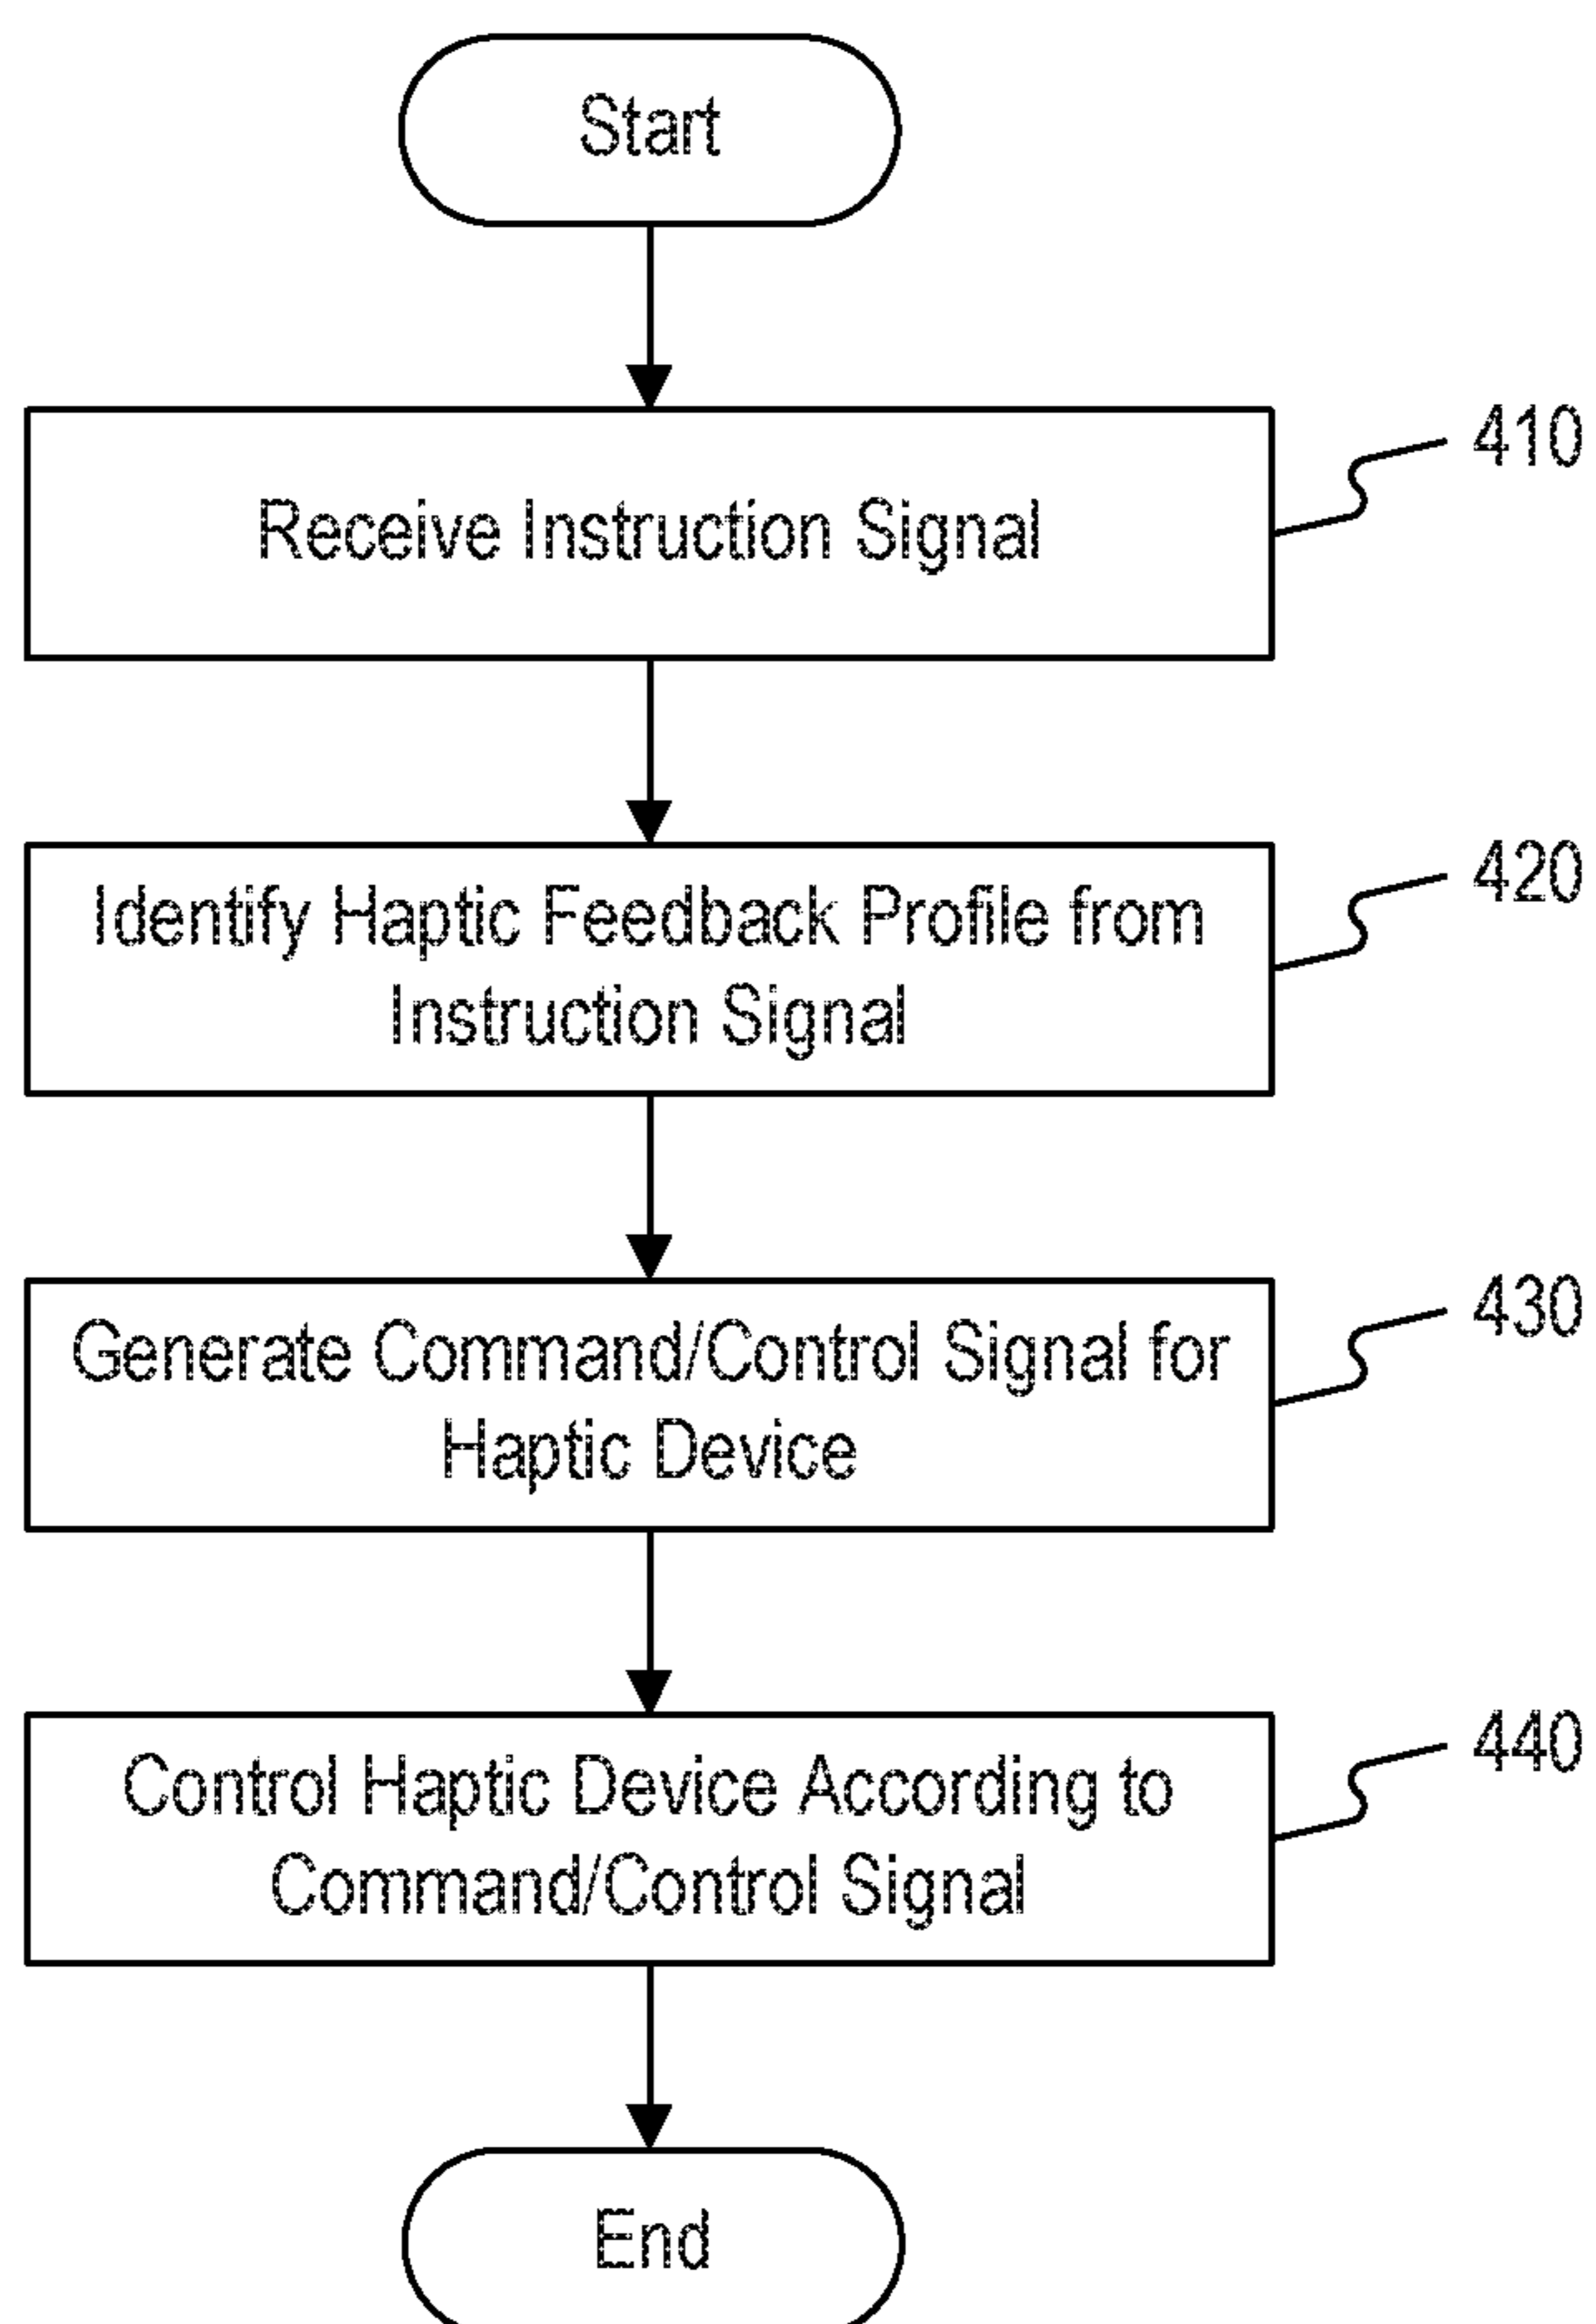 Start
410
Receive Instruction Signal
420
Identify Haptic Feedback Profile from
Instruction Signal
430
Generate Command/Control Signal for
Haptic Device
440
Control Haptic Device According to
Command/Control Signal
End